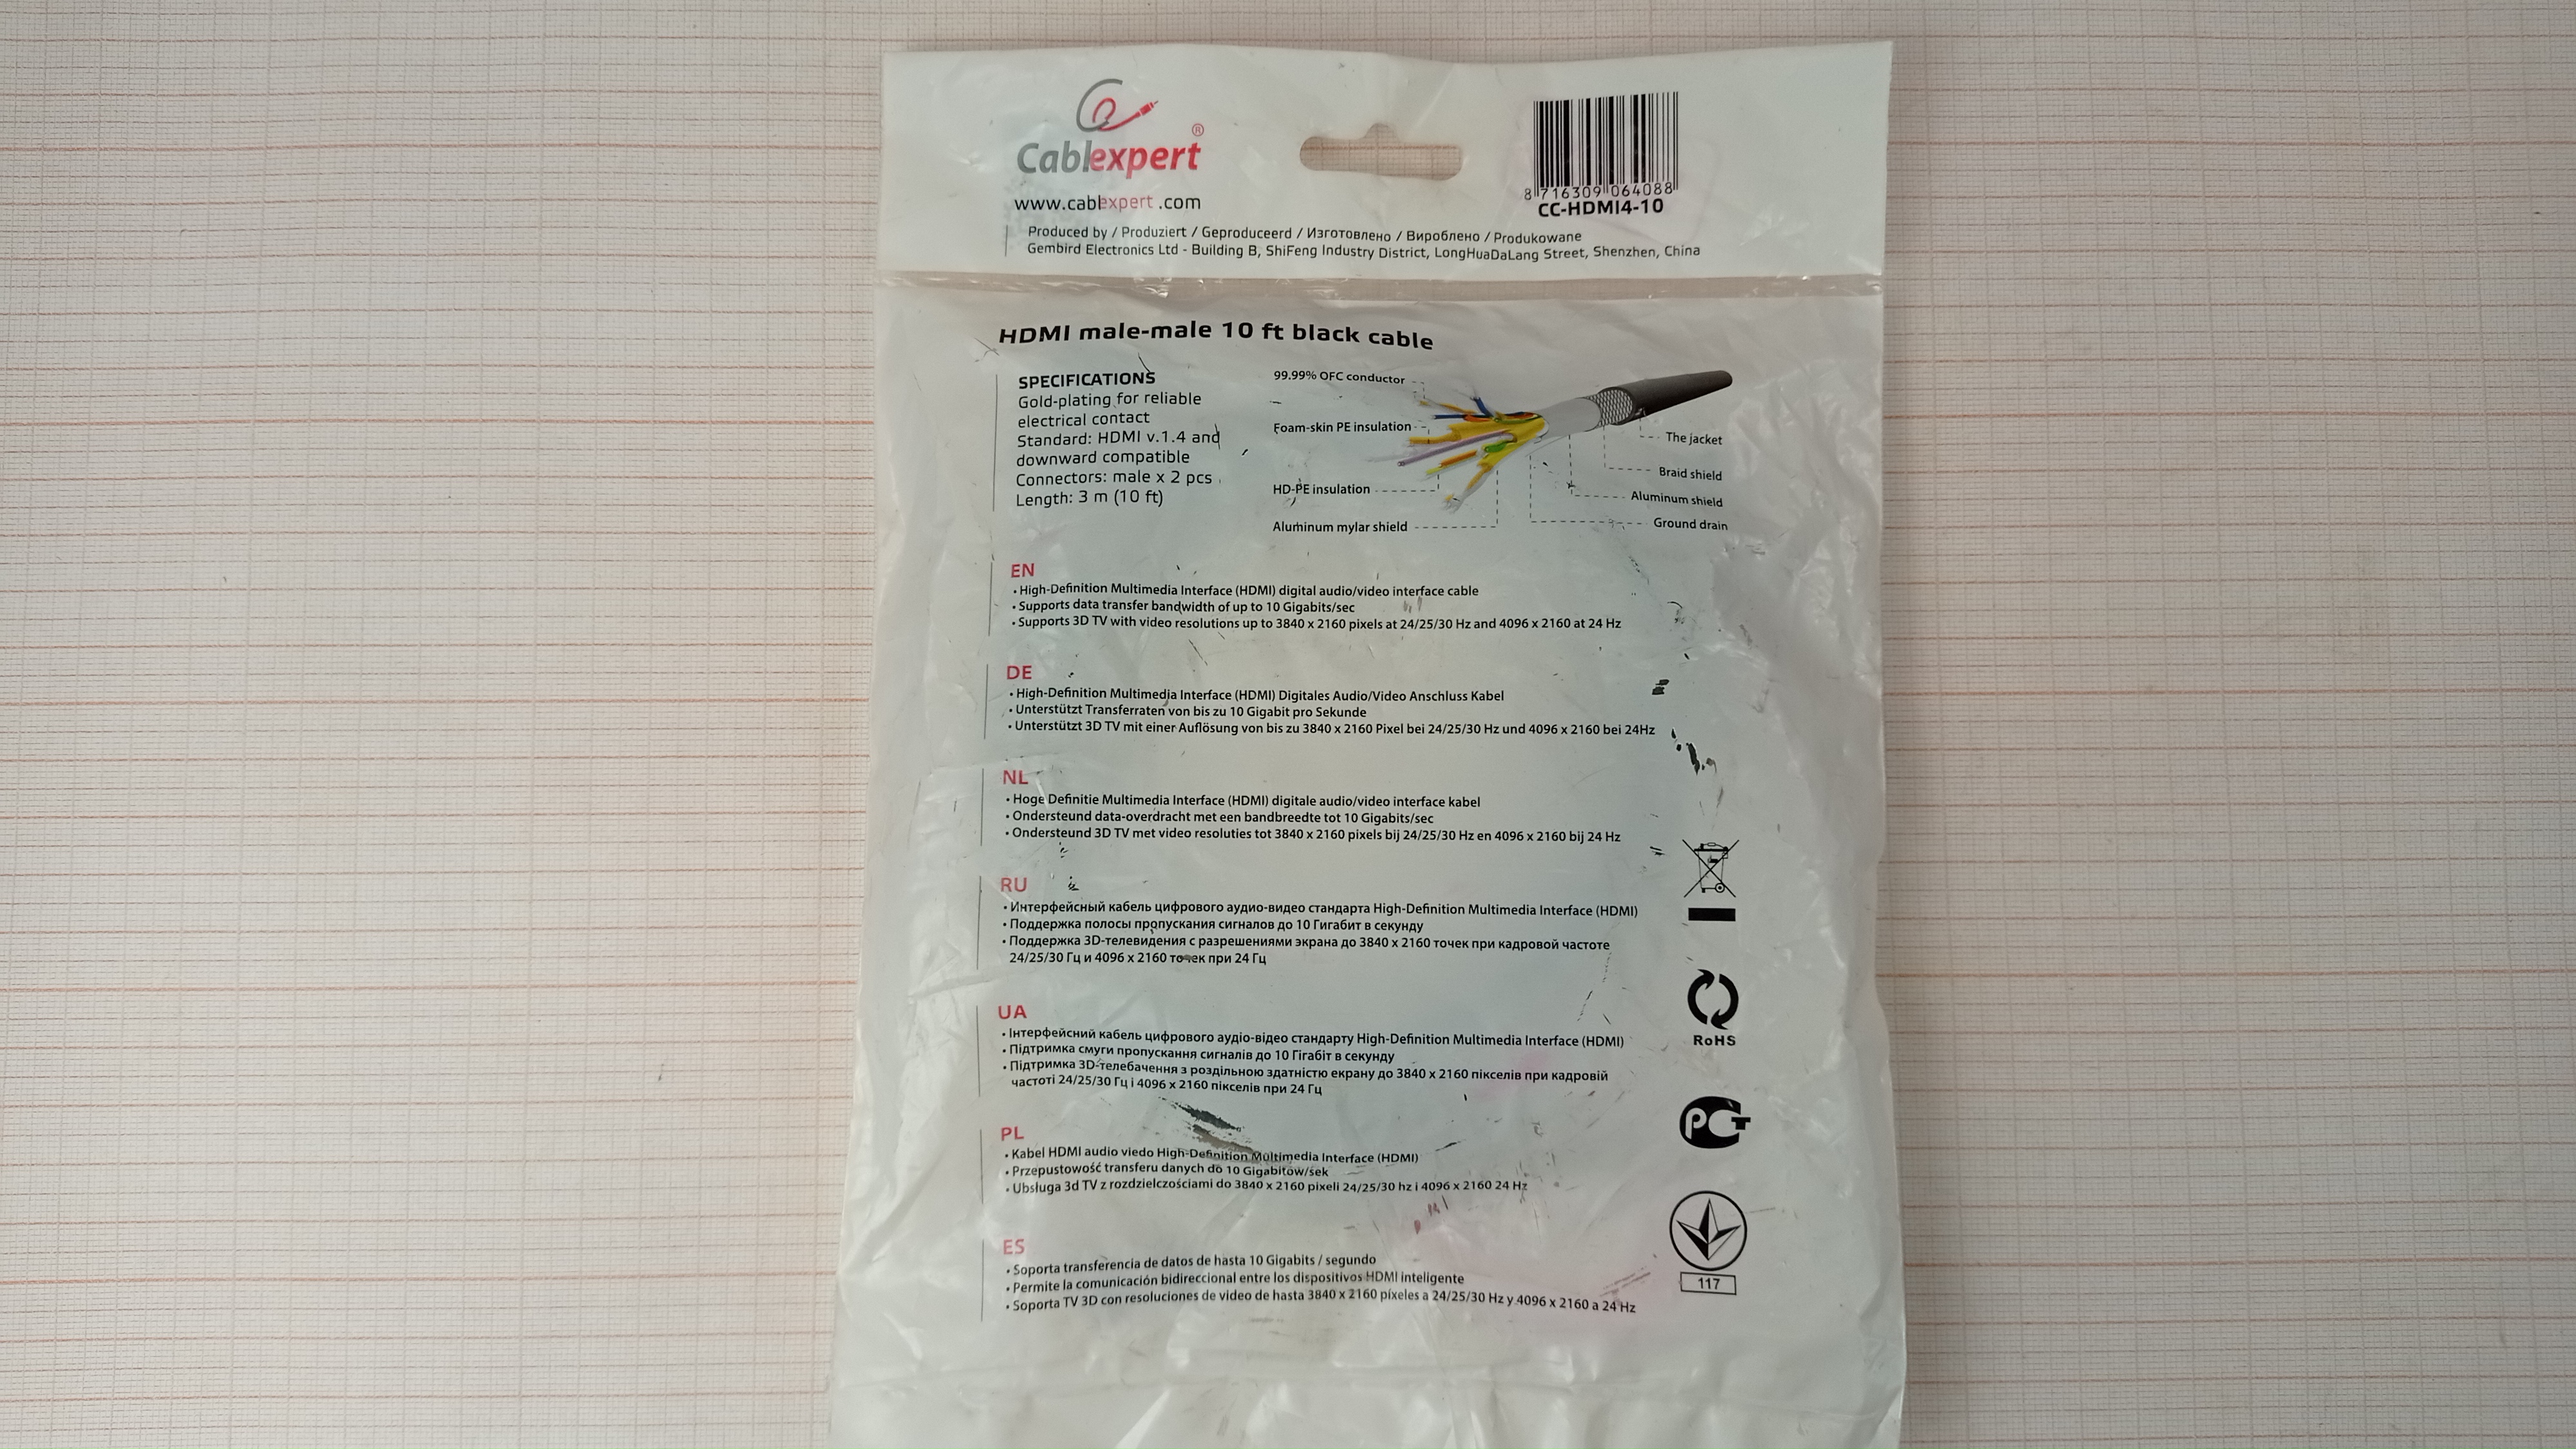 Cablexpert®
www.cablexpert.com
8 716309 064088
CC-HDMI4-10
Produced by / Produziert / Geproduceerd / Изготовлено / Вироблено / Produkowane
Gembird Electronics Ltd - Building B, ShiFeng Industry District, LongHuaDaLang Street, Shenzhen, China
HDMI male-male 10 ft black cable
SPECIFICATIONS
Gold-plating for reliable
electrical contact
Standard: HDMI v.1.4 and
downward compatible
Connectors: male x 2 pcs
Length: 3 m (10 ft)
99.99% OFC conductor
Foam-skin PE insulation
HD-PE insulation
Aluminum mylar shield
The jacket
Braid shield
Aluminum shield
Ground drain
EN
• High-Definition Multimedia Interface (HDMI) digital audio/video interface cable
• Supports data transfer bandwidth of up to 10 Gigabits/sec
• Supports 3D TV with video resolutions up to 3840 x 2160 pixels at 24/25/30 Hz and 4096 x 2160 at 24 Hz
DE
• High-Definition Multimedia Interface (HDMI) Digitales Audio/Video Anschluss Kabel
• Unterstützt Transferraten von bis zu 10 Gigabit pro Sekunde
• Unterstützt 3D TV mit einer Auflösung von bis zu 3840 x 2160 Pixel bei 24/25/30 Hz und 4096 x 2160 bei 24Hz
NL
• Hoge Definitie Multimedia Interface (HDMI) digitale audio/video interface kabel
• Ondersteund data-overdracht met een bandbreedte tot 10 Gigabits/sec
• Ondersteund 3D TV met video resoluties tot 3840 x 2160 pixels bij 24/25/30 Hz en 4096 x 2160 bij 24 Hz
RU
• Интерфейсный кабель цифрового аудио-видео стандарта High-Definition Multimedia Interface (HDMI)
• Поддержка полосы пропускания сигналов до 10 Гигабит в секунду
• Поддержка 3D-телевидения с разрешениями экрана до 3840 x 2160 точек при кадровой частоте
24/25/30 Гц и 4096 x 2160 точек при 24 Гц
UA
• Інтерфейсний кабель цифрового аудіо-відео стандарту High-Definition Multimedia Interface (HDMI)
• Підтримка смуги пропускання сигналів до 10 Гігабіт в секунду
• Підтримка 3D-телебачення з роздільною здатністю екрану до 3840 x 2160 пікселів при кадровій
частоті 24/25/30 Гц і 4096 x 2160 пікселів при 24 Гц
PL
• Kabel HDMI audio viedo High-Definition Multimedia Interface (HDMI)
• Przepustowość transferu danych do 10 Gigabitów/sek
• Ubsługa 3d TV z rozdzielczościami do 3840 x 2160 pixeli 24/25/30 hz i 4096 x 2160 24 Hz
ES
• Soporta transferencia de datos de hasta 10 Gigabits / segundo
• Permite la comunicación bidireccional entre los dispositivos HDMI inteligente
• Soporta TV 3D con resoluciones de video de hasta 3840 x 2160 píxeles a 24/25/30 Hz y 4096 x 2160 a 24 Hz
RoHS
РСТ
117